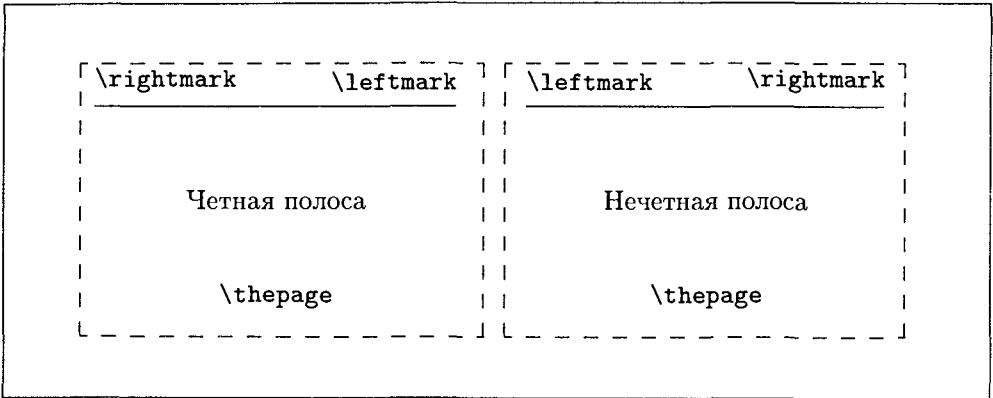 \rightmark \leftmark
Четная полоса
\thepage
\leftmark \rightmark
Нечетная полоса
\thepage